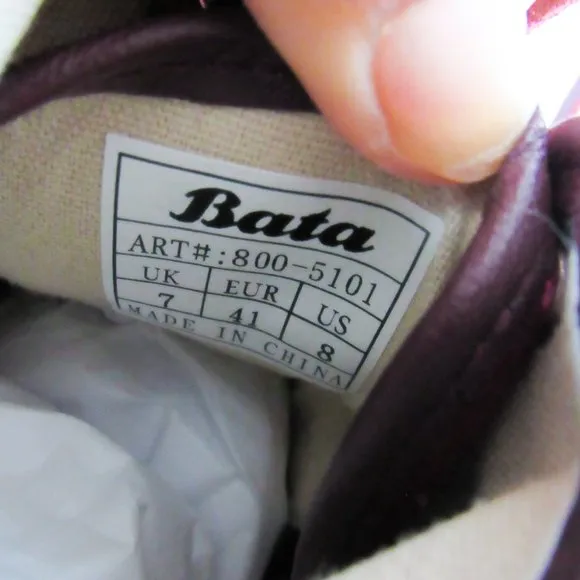 Bata
ART#:800-5101
UK EUR US
7 41 8
MADE IN CHINA